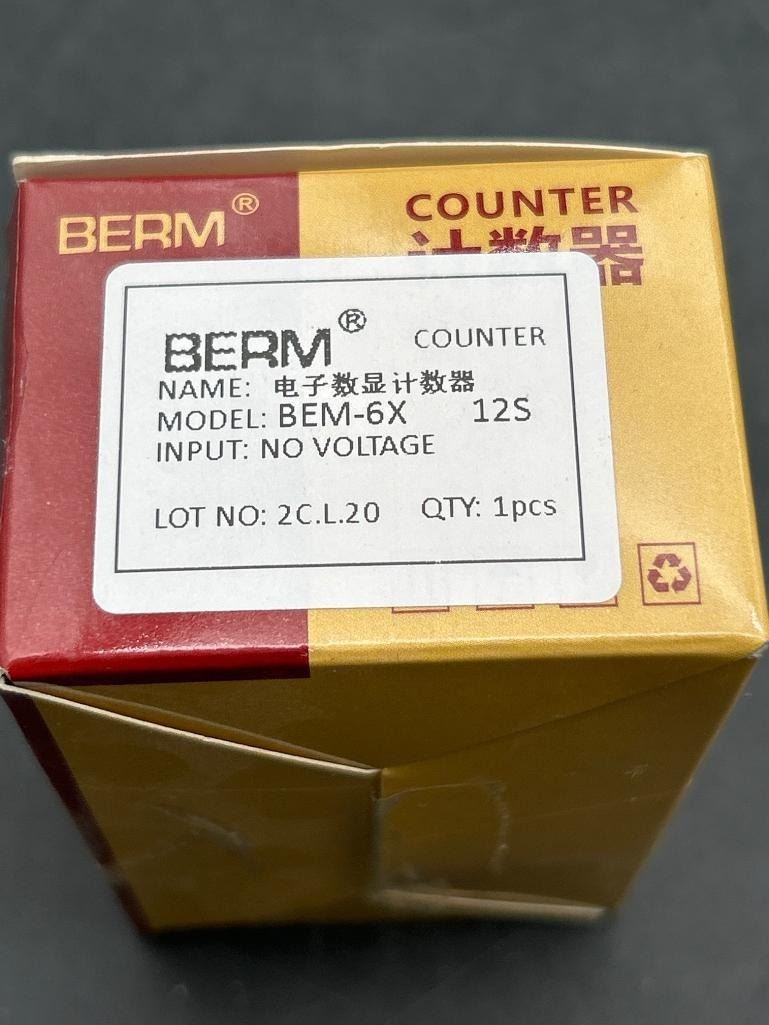 BERM®
COUNTER
计数器
BERM®
COUNTER
NAME: 电子数显计数器
MODEL: BEM-6X 12S
INPUT: NO VOLTAGE
LOT NO: 2C.L.20 QTY: 1pcs